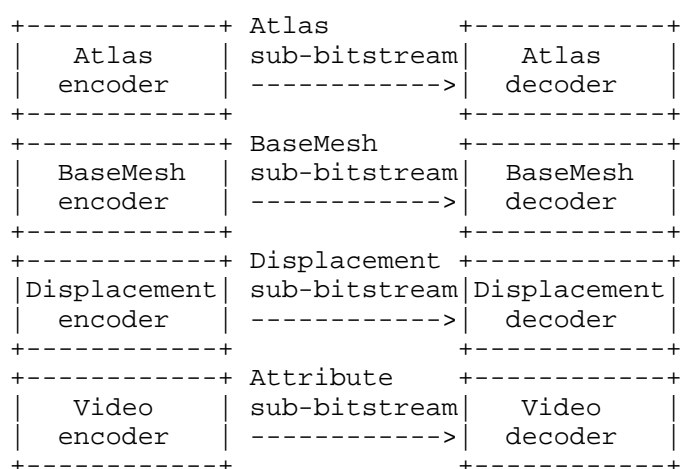 +------------+ Atlas         +------------+
|   Atlas    | sub-bitstream|   Atlas    |
|  encoder   | ------------>|  decoder   |
+------------+              +------------+
+------------+ BaseMesh     +------------+
|  BaseMesh  | sub-bitstream|  BaseMesh  |
|  encoder   | ------------>|  decoder   |
+------------+              +------------+
+------------+ Displacement +------------+
|Displacement| sub-bitstream|Displacement|
|  encoder   | ------------>|  decoder   |
+------------+              +------------+
+------------+ Attribute    +------------+
|   Video    | sub-bitstream|   Video    |
|  encoder   | ------------>|  decoder   |
+------------+              +------------+